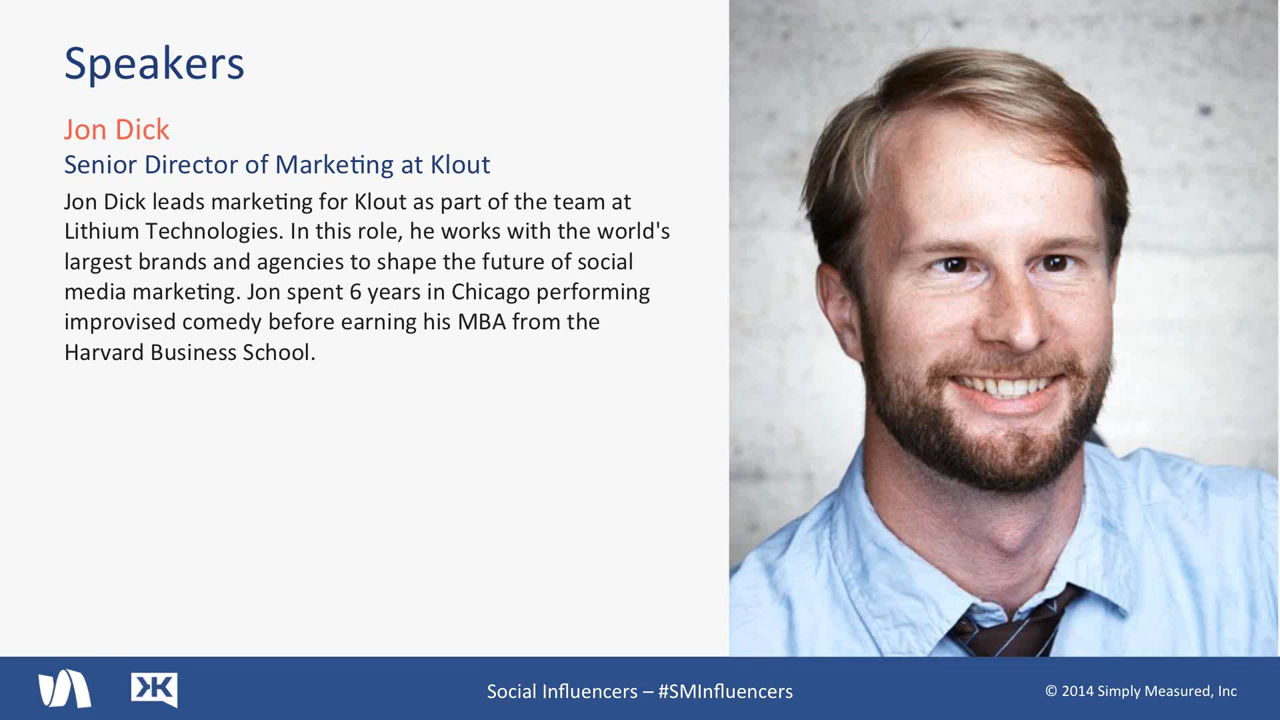 Speakers
Jon Dick
Senior Director of Marketing at Klout
Jon Dick leads marketing for Klout as part of the team at
Lithium Technologies. In this role, he works with the world's
largest brands and agencies to shape the future of social
media marketing. Jon spent 6 years in Chicago performing
improvised comedy before earning his MBA from the
Harvard Business School.
Social Influencers – #SMInfluencers
© 2014 Simply Measured, Inc